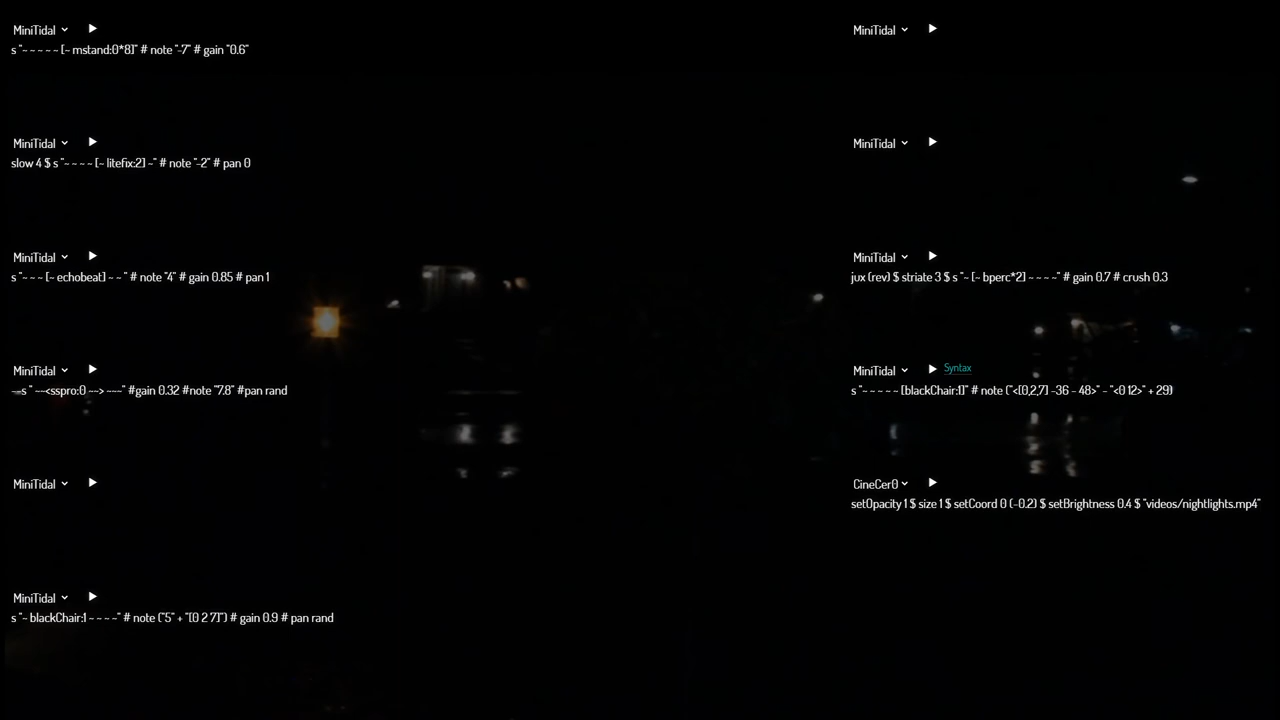 MiniTidal
s "~ ~ ~ ~ ~ [~ mstand:0*8]" # note "-7" # gain "0.6"
MiniTidal
slow 4 $ s "~ ~ ~ ~ [~ litefix:2] ~" # note "-2" # pan 0
MiniTidal
s "~ ~ ~ [~ echobeat] ~ ~ " # note "4" # gain 0.85 # pan 1
MiniTidal
--s " ~~<sspro:0 ~~> ~~~" #gain 0.32 #note "7.8" #pan rand
MiniTidal
MiniTidal
s "~ blackChair:1 ~ ~ ~ ~" # note ("5" + "[0 2 7]") # gain 0.9 # pan rand
MiniTidal
MiniTidal
MiniTidal
jux (rev) $ striate 3 $ s "~ [~ bperc*2] ~ ~ ~ ~" # gain 0.7 # crush 0.3
MiniTidal Syntax
s "~ ~ ~ ~ ~ [blackChair:1]" # note ("<[0,2,7] -36 - 48>" - "<0 12>" + 29)
CineCer0
setOpacity 1 $ size 1 $ setCoord 0 (-0.2) $ setBrightness 0.4 $ "videos/nightlights.mp4"